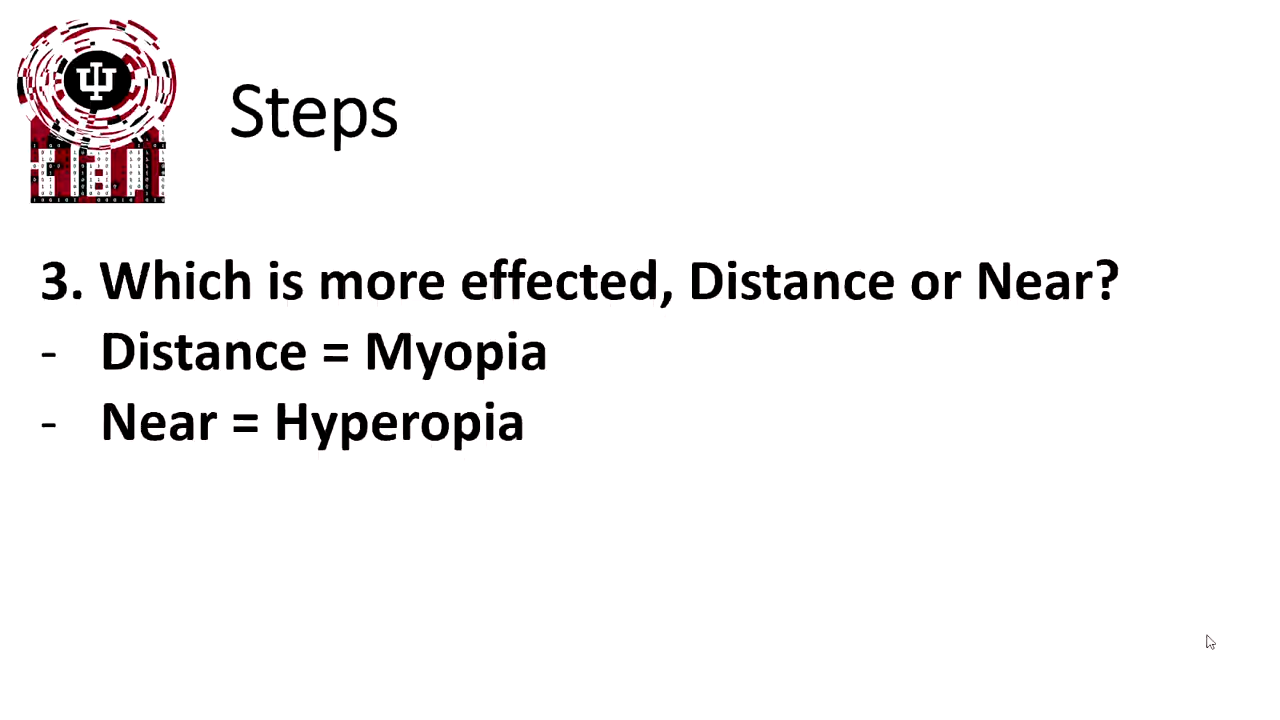 Steps
3. Which is more effected, Distance or Near?
- Distance = Myopia
- Near = Hyperopia